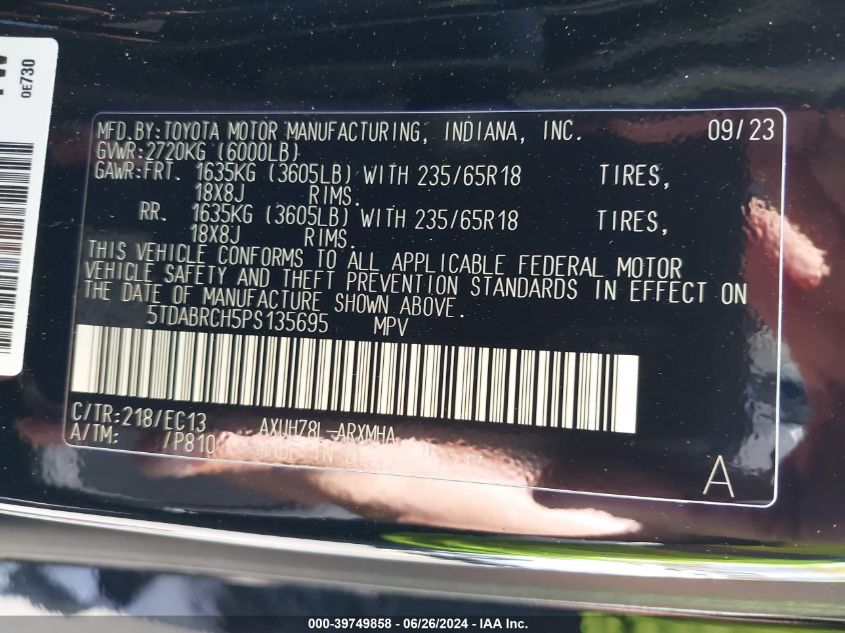 0E730
MFD.BY:TOYOTA MOTOR MANUFACTURING, INDIANA, INC. 09/23
GVWR:2720KG (6000LB)
GAWR:FRT. 1635KG (3605LB) WITH 235/65R18 TIRES,
18X8J RIMS.
RR. 1635KG (3605LB) WITH 235/65R18 TIRES,
18X8J RIMS.
THIS VEHICLE CONFORMS TO ALL APPLICABLE FEDERAL MOTOR
VEHICLE SAFETY AND THEFT PREVENTION STANDARDS IN EFFECT ON
THE DATE OF MANUFACTURE SHOWN ABOVE.
5TDABRCH5PS135695 MPV
C/TR:218/EC13 AXUH78L-ARXMHA
A/TM: /P810 MADE IN
A
000-39749858 - 06/26/2024 - IAA Inc.